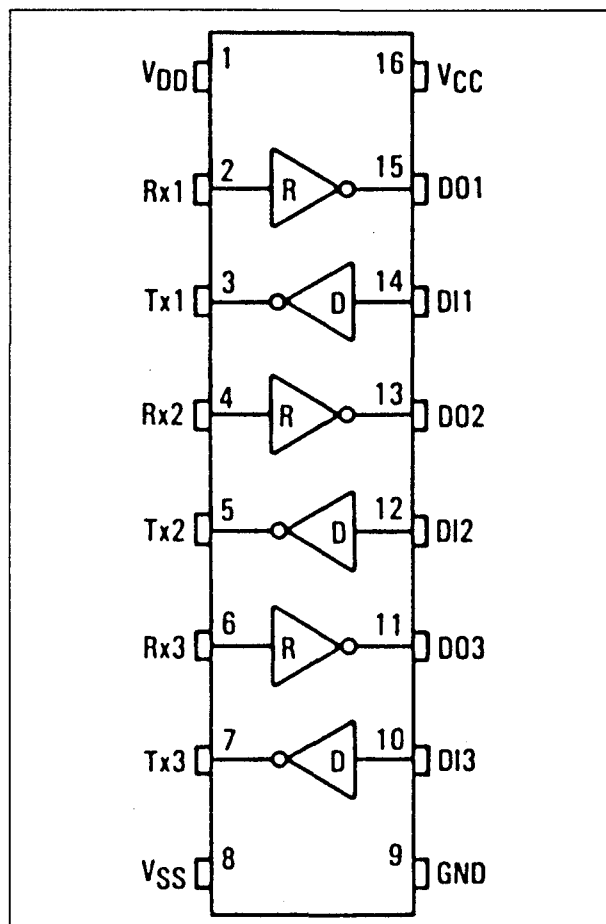 VDD 1 16 VCC
Rx1 2 R 15 DO1
Tx1 3 D 14 DI1
Rx2 4 R 13 DO2
Tx2 5 D 12 DI2
Rx3 6 R 11 DO3
Tx3 7 D 10 DI3
VSS 8 9 GND